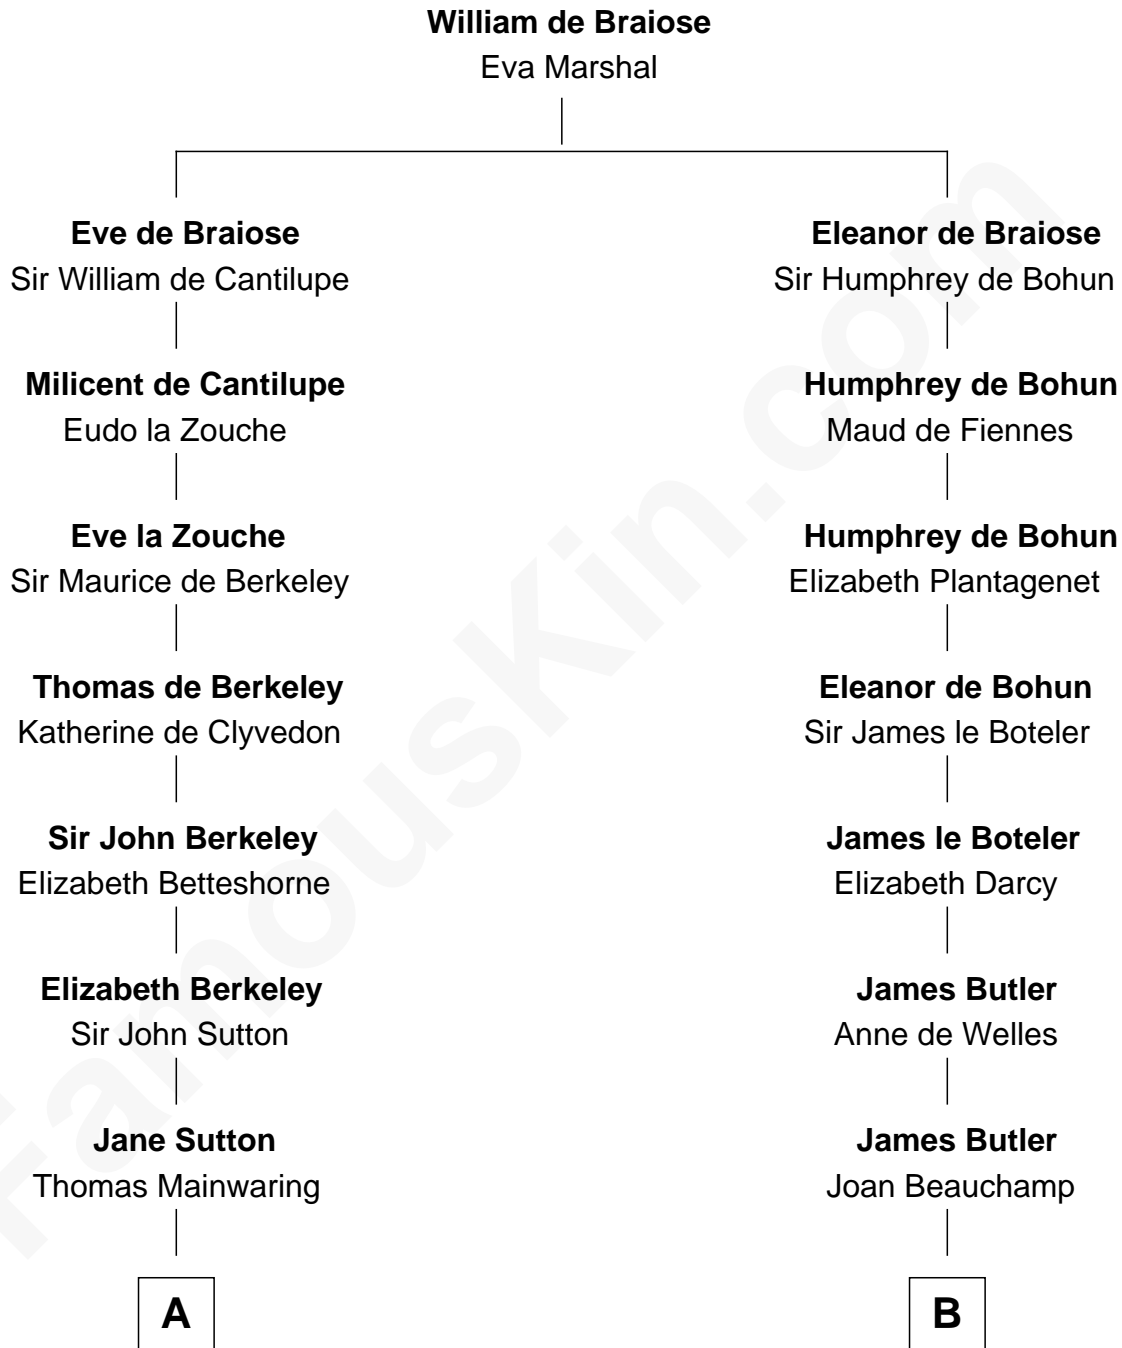 William de Braiose
Eva Marshal
Eve de Braiose
Sir William de Cantilupe
Eleanor de Braiose
Sir Humphrey de Bohun
Milicent de Cantilupe
Eudo la Zouche
Humphrey de Bohun
Maud de Fiennes
Eve la Zouche
Sir Maurice de Berkeley
Humphrey de Bohun
Elizabeth Plantagenet
Thomas de Berkeley
Katherine de Clyvedon
Eleanor de Bohun
Sir James le Boteler
Sir John Berkeley
Elizabeth Betteshorne
James le Boteler
Elizabeth Darcy
Elizabeth Berkeley
Sir John Sutton
James Butler
Anne de Welles
Jane Sutton
Thomas Mainwaring
James Butler
Joan Beauchamp
A
B
FamousKin.com